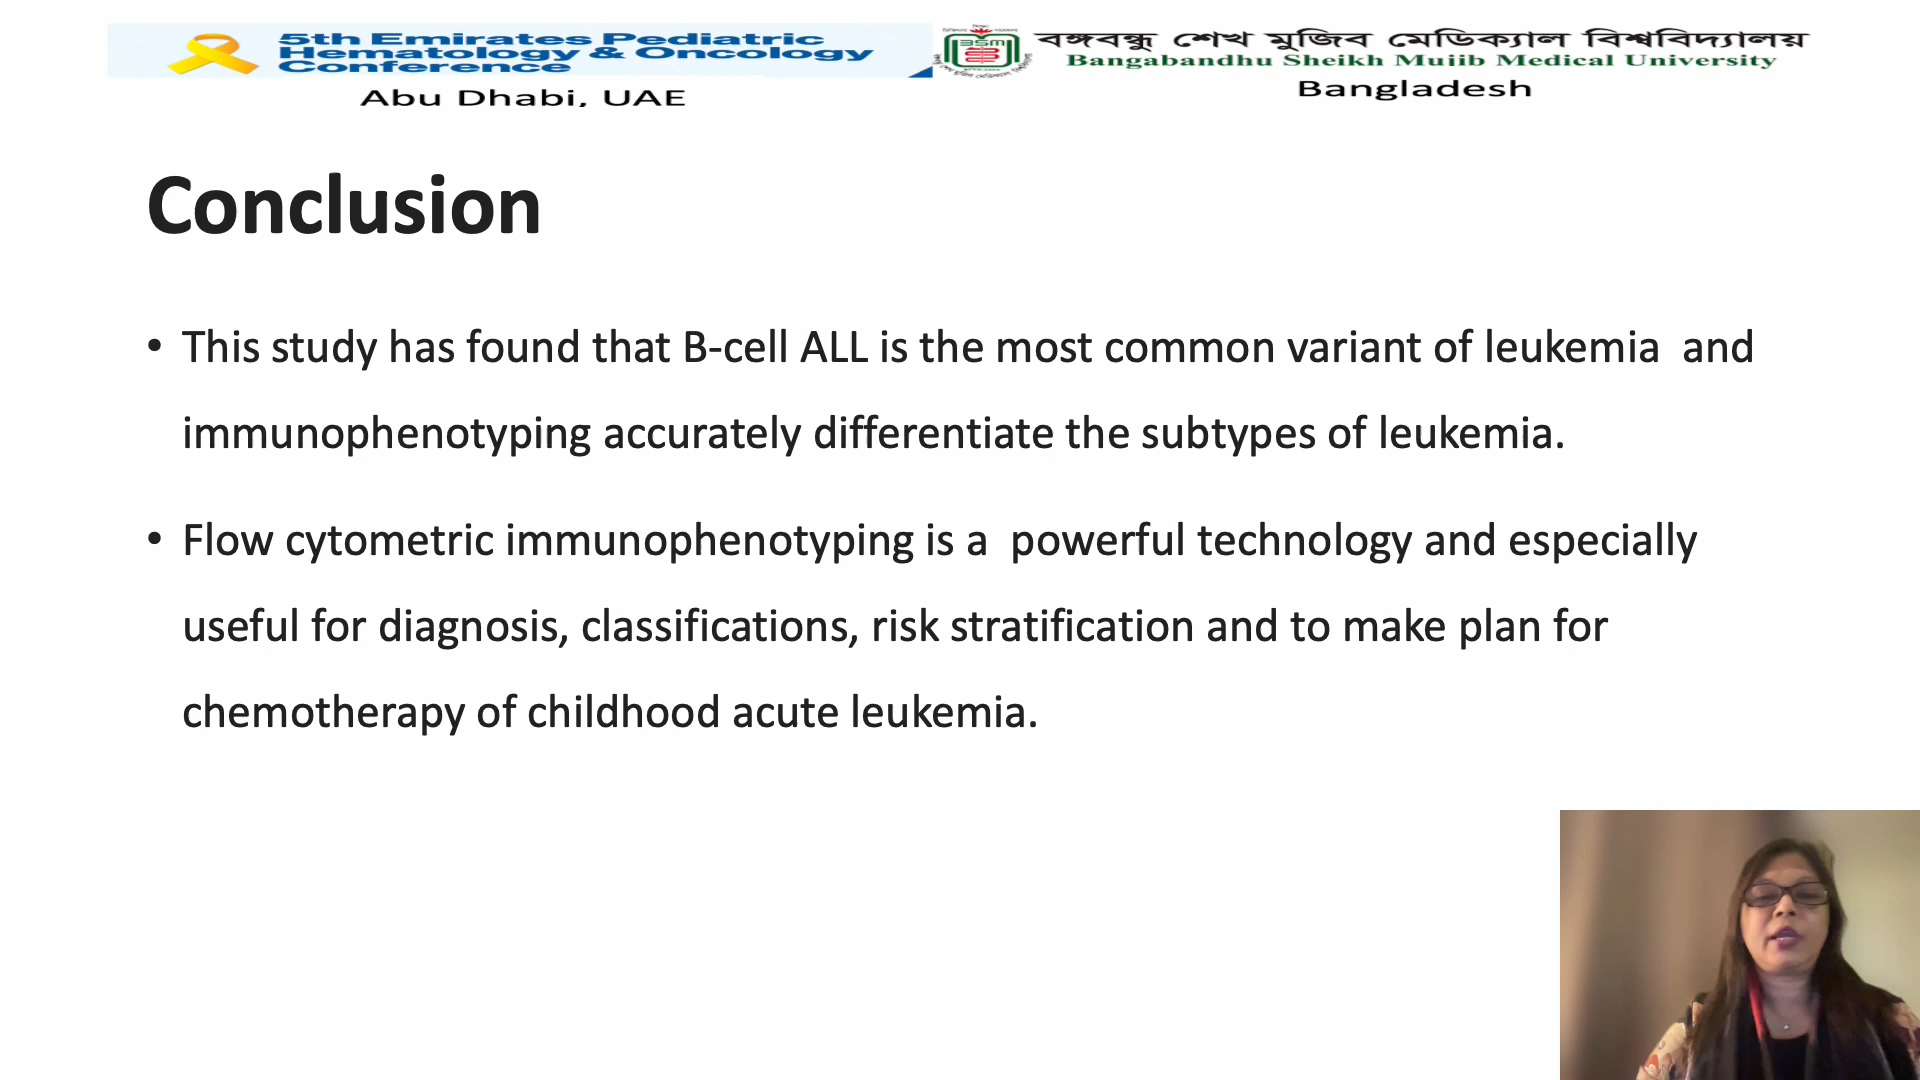 5th Emirates Pediatric
Hematology & Oncology
Conference
Abu Dhabi, UAE
বঙ্গবন্ধু শেখ মুজিব মেডিক্যাল বিশ্ববিদ্যালয়
Bangabandhu Sheikh Mujib Medical University
Bangladesh
Conclusion
• This study has found that B-cell ALL is the most common variant of leukemia and
immunophenotyping accurately differentiate the subtypes of leukemia.
• Flow cytometric immunophenotyping is a powerful technology and especially
useful for diagnosis, classifications, risk stratification and to make plan for
chemotherapy of childhood acute leukemia.